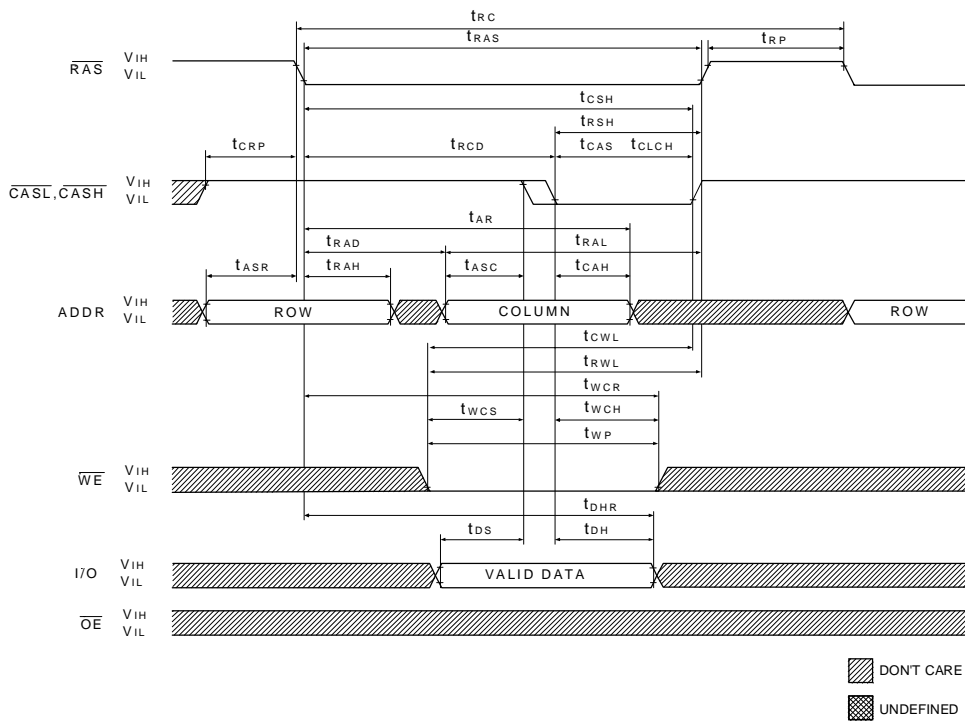 tRC
tRAS
tRP
RAS
VIH
VIL
tCSH
tRSH
tCRP
tRCD
tCAS
tCLCH
CASL,CASH
VIH
VIL
tAR
tRAD
tRAL
tASR
tRAH
tASC
tCAH
ADDR
VIH
VIL
ROW
COLUMN
ROW
tCWL
tRWL
tWCR
tWCS
tWCH
tWP
WE
VIH
VIL
tDHR
tDS
tDH
I/O
VIH
VIL
VALID DATA
OE
VIH
VIL
DON'T CARE
UNDEFINED